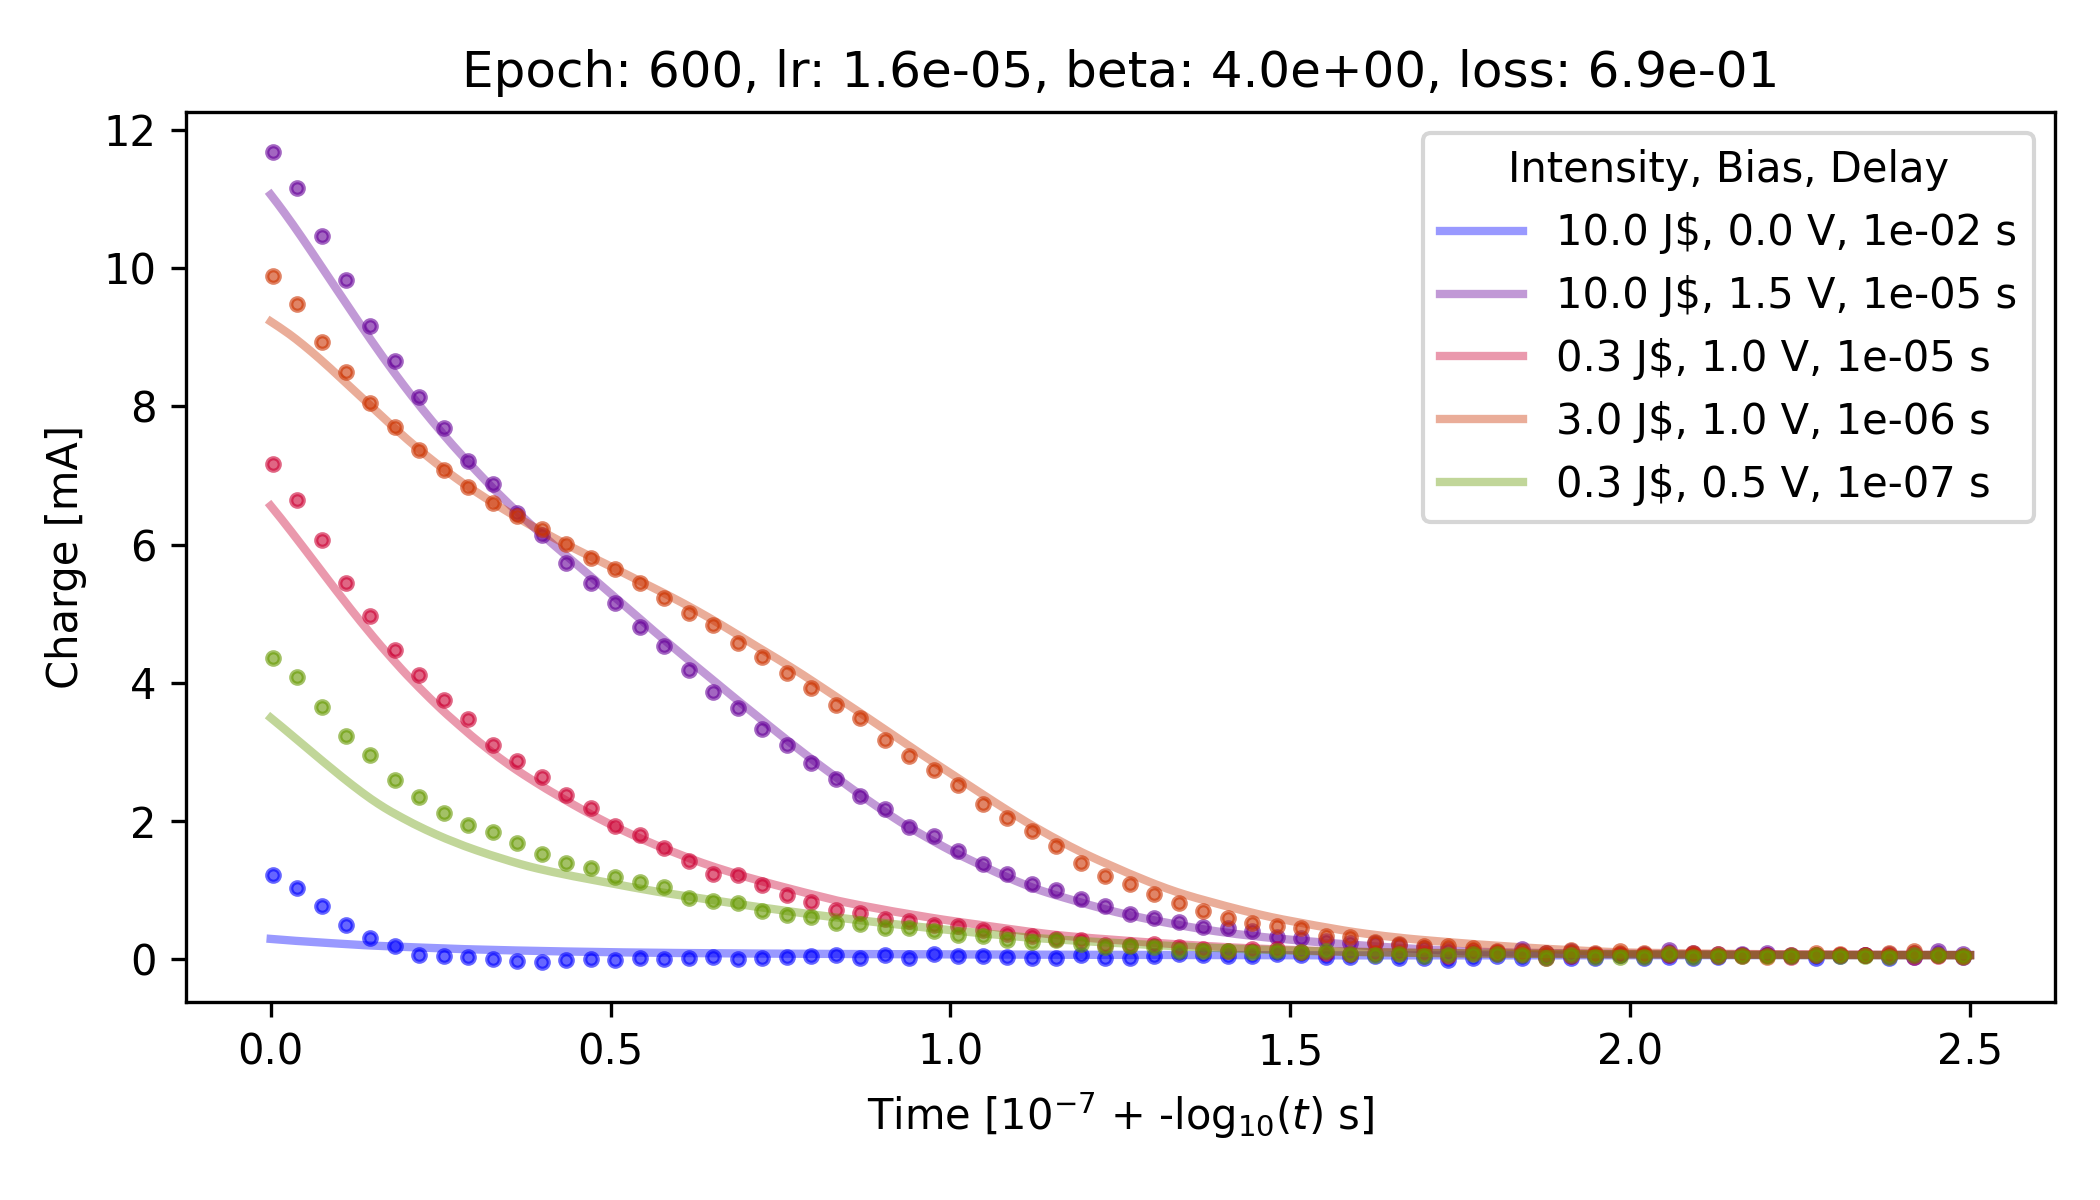 Epoch: 600, lr: 1.6e-05, beta: 4.0e+00, loss: 6.9e-01
Charge [mA]
12
10
8
6
4
2
0
Intensity, Bias, Delay
10.0 J$, 0.0 V, 1e-02 s
10.0 J$, 1.5 V, 1e-05 s
0.3 J$, 1.0 V, 1e-05 s
3.0 J$, 1.0 V, 1e-06 s
0.3 J$, 0.5 V, 1e-07 s
0.0 0.5 1.0 1.5 2.0 2.5
Time [10⁻⁷ + -log₁₀(t) s]